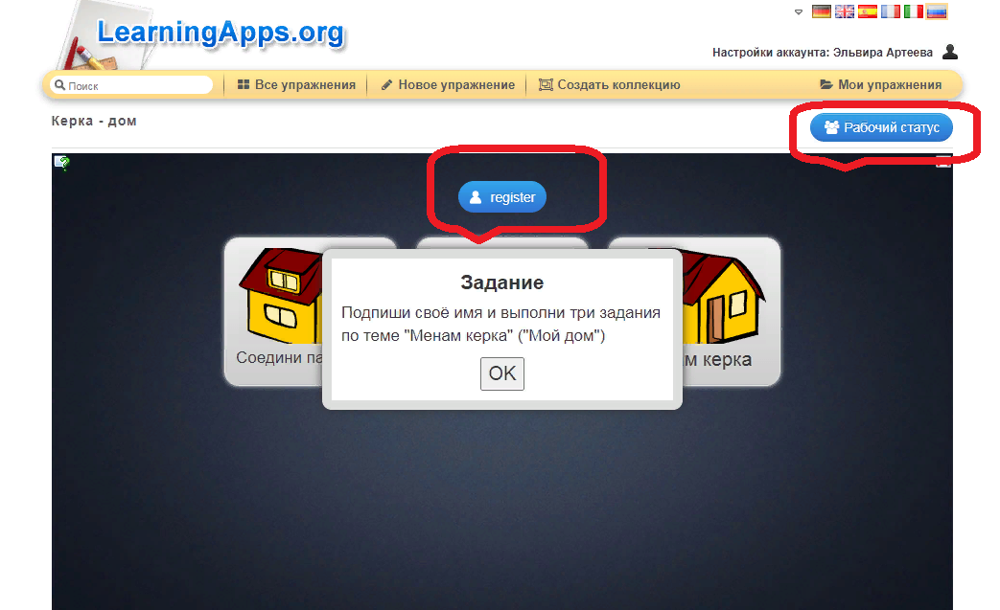 LearningApps.org
Настройки аккаунта: Эльвира Артеева
Поиск
Все упражнения
Новое упражнение
Создать коллекцию
Мои упражнения
Керка - дом
Рабочий статус
register
Задание
Подпиши своё имя и выполни три задания
по теме "Менам керка" ("Мой дом")
OK
Соедини па
м керка